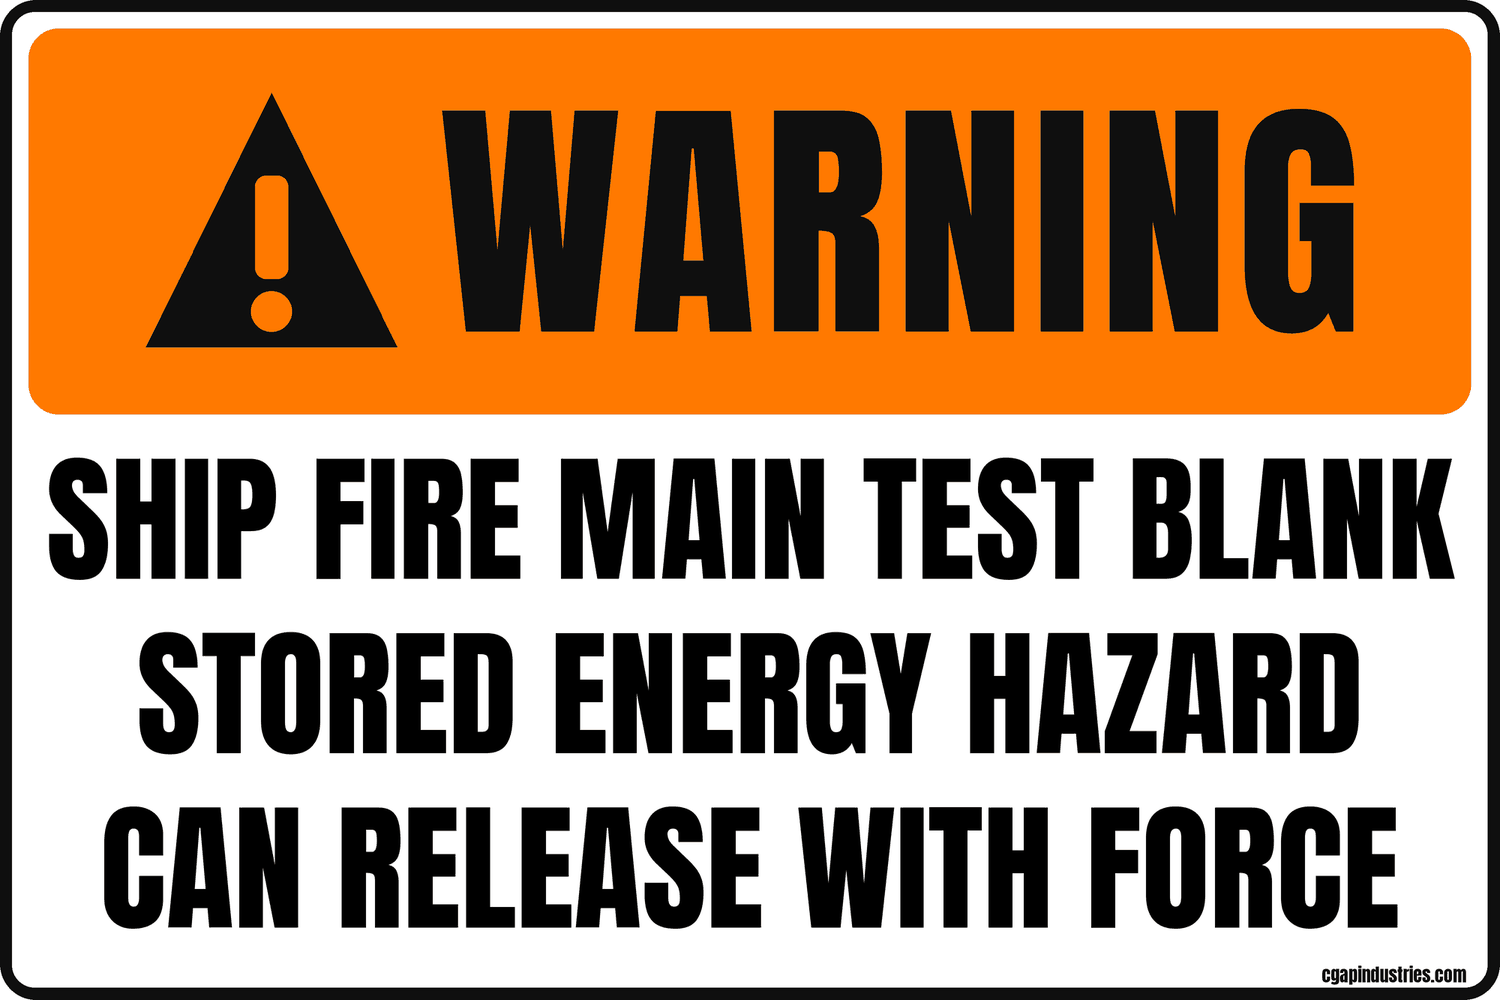 WARNING
SHIP FIRE MAIN TEST BLANK
STORED ENERGY HAZARD
CAN RELEASE WITH FORCE
cgapindustries.com